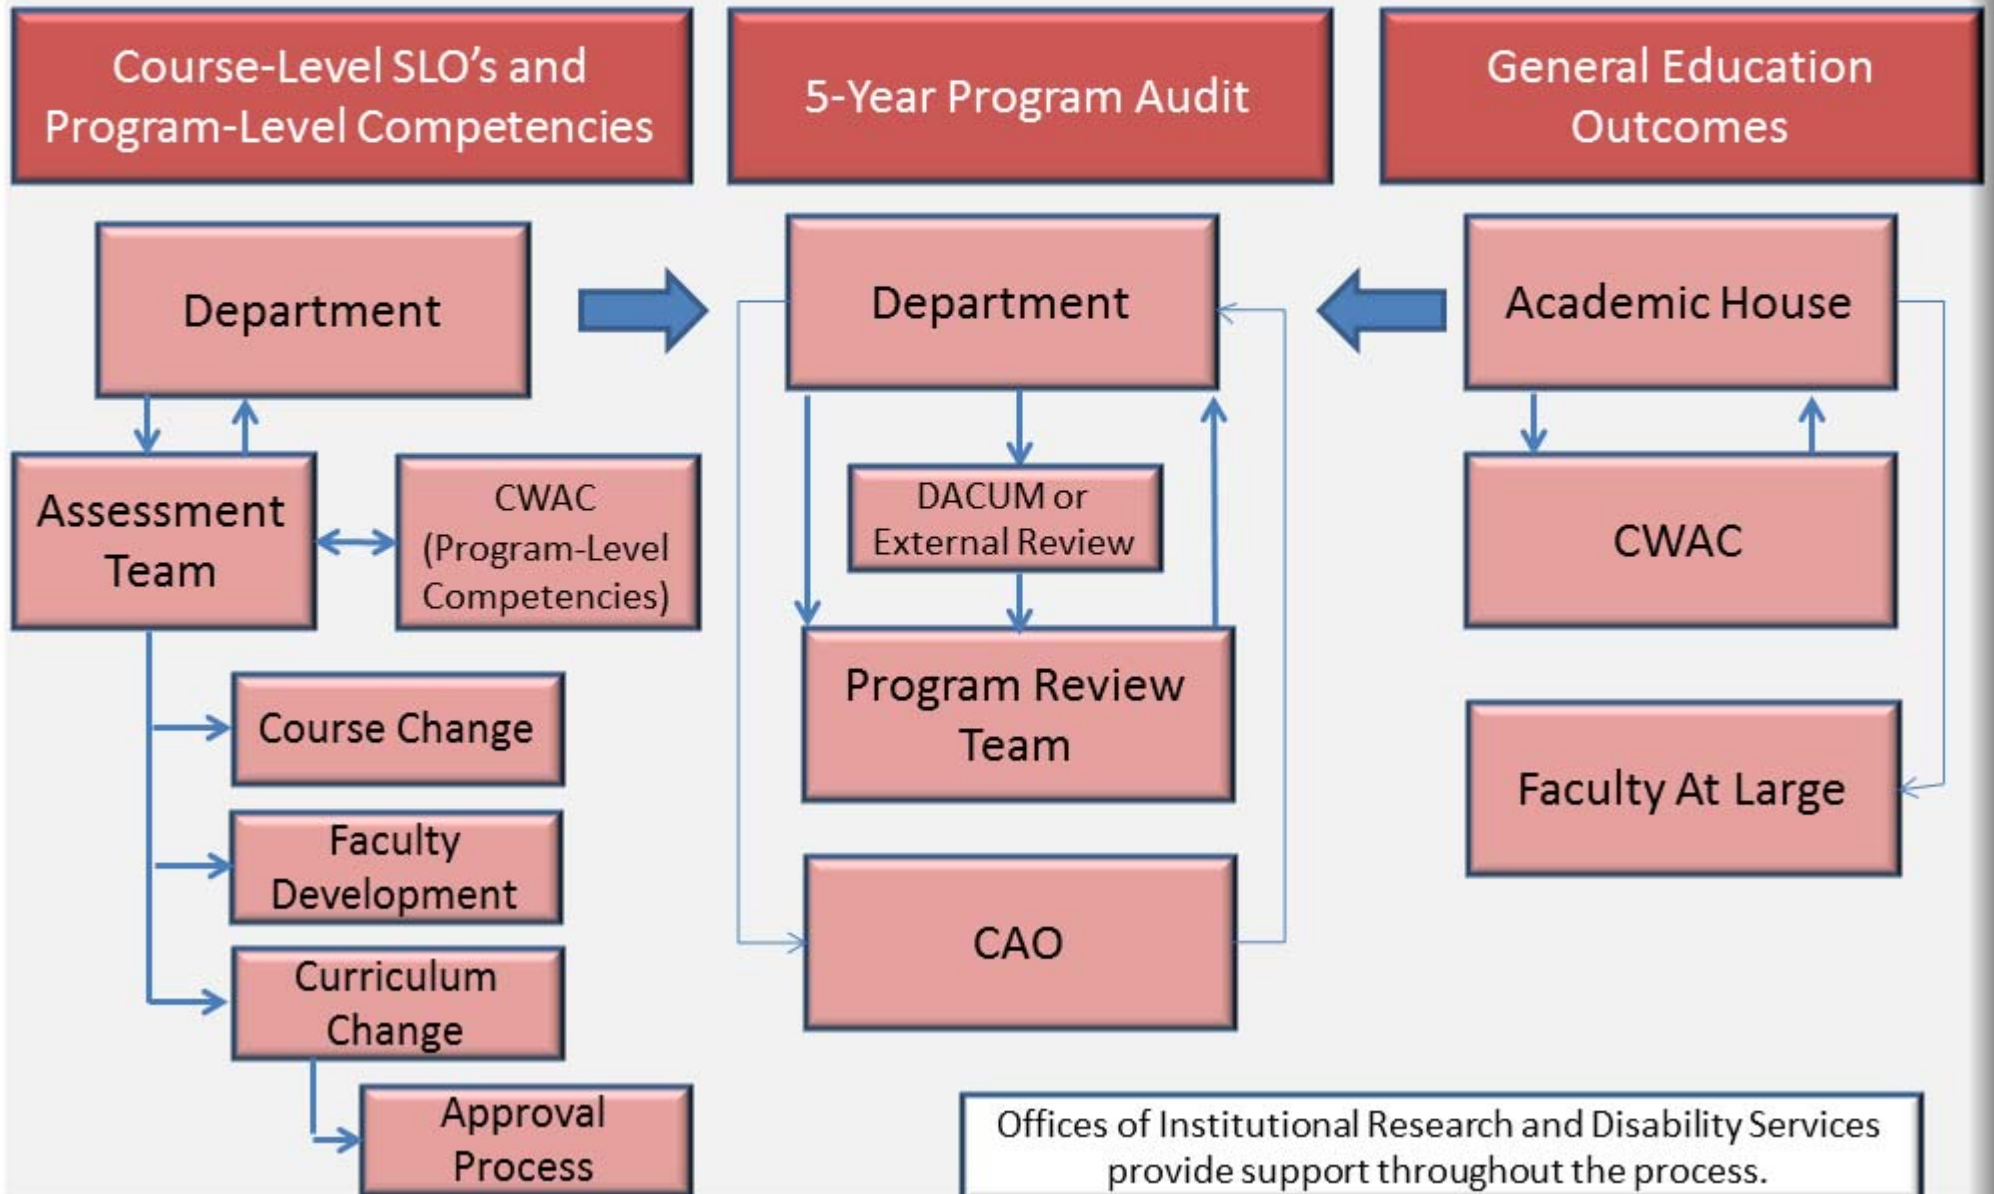 Course-Level SLO’s and
Program-Level Competencies
5-Year Program Audit
General Education
Outcomes
Department
Assessment
Team
CWAC
(Program-Level
Competencies)
Course Change
Faculty
Development
Curriculum
Change
Approval
Process
Department
DACUM or
External Review
Program Review
Team
CAO
Academic House
CWAC
Faculty At Large
Offices of Institutional Research and Disability Services
provide support throughout the process.